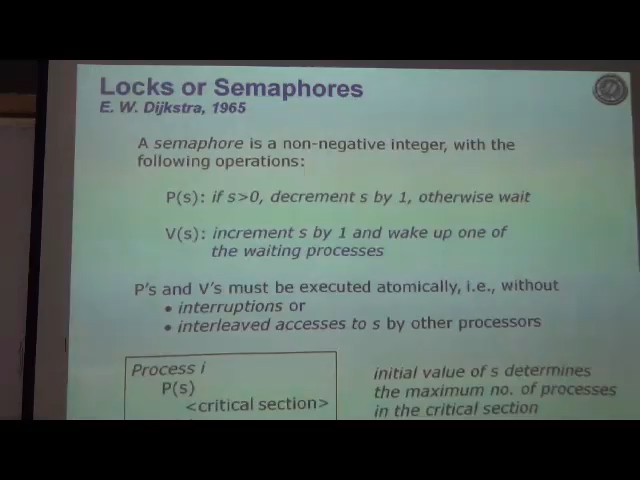 Locks or Semaphores
E. W. Dijkstra, 1965
A semaphore is a non-negative integer, with the
following operations:
P(s): if s>0, decrement s by 1, otherwise wait
V(s): increment s by 1 and wake up one of
the waiting processes
P's and V's must be executed atomically, i.e., without
• interruptions or
• interleaved accesses to s by other processors
Process i
P(s)
<critical section>
initial value of s determines
the maximum no. of processes
in the critical section